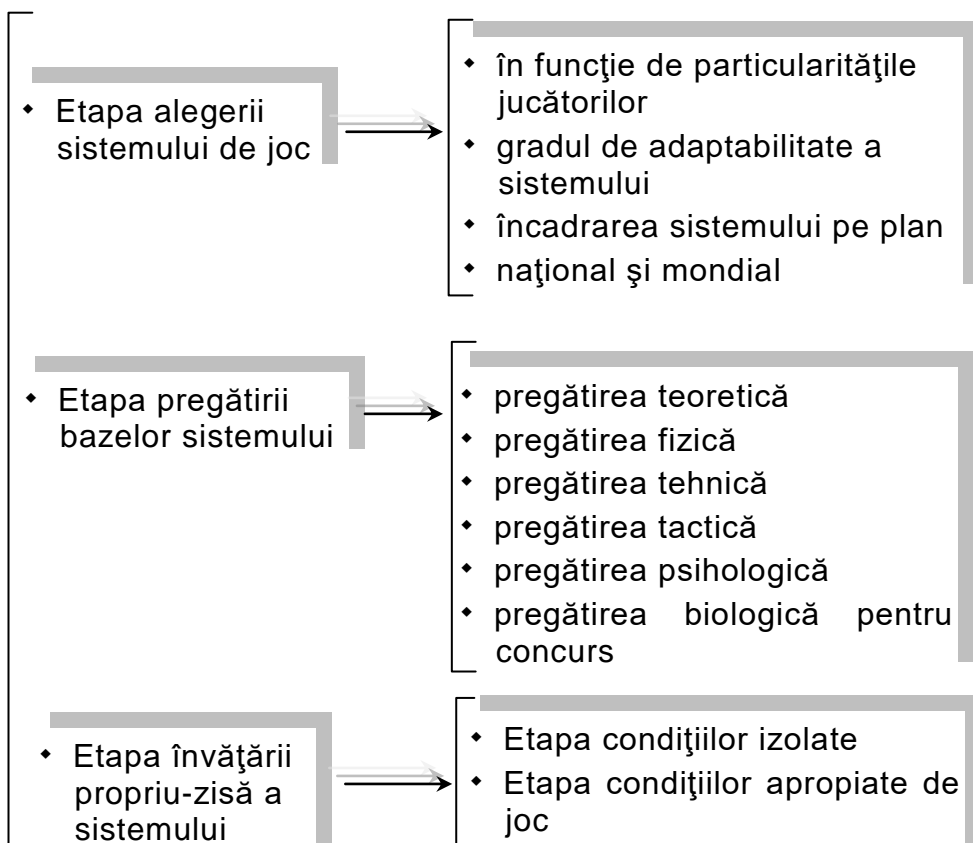 ◆ Etapa alegerii
sistemului de joc
◆ în funcţie de particularităţile
jucătorilor
◆ gradul de adaptabilitate a
sistemului
◆ încadrarea sistemului pe plan
◆ naţional şi mondial
◆ Etapa pregătirii
bazelor sistemului
◆ pregătirea teoretică
◆ pregătirea fizică
◆ pregătirea tehnică
◆ pregătirea tactică
◆ pregătirea psihologică
◆ pregătirea biologică pentru
concurs
◆ Etapa învăţării
propriu-zisă a
sistemului
◆ Etapa condiţiilor izolate
◆ Etapa condiţiilor apropiate de
joc